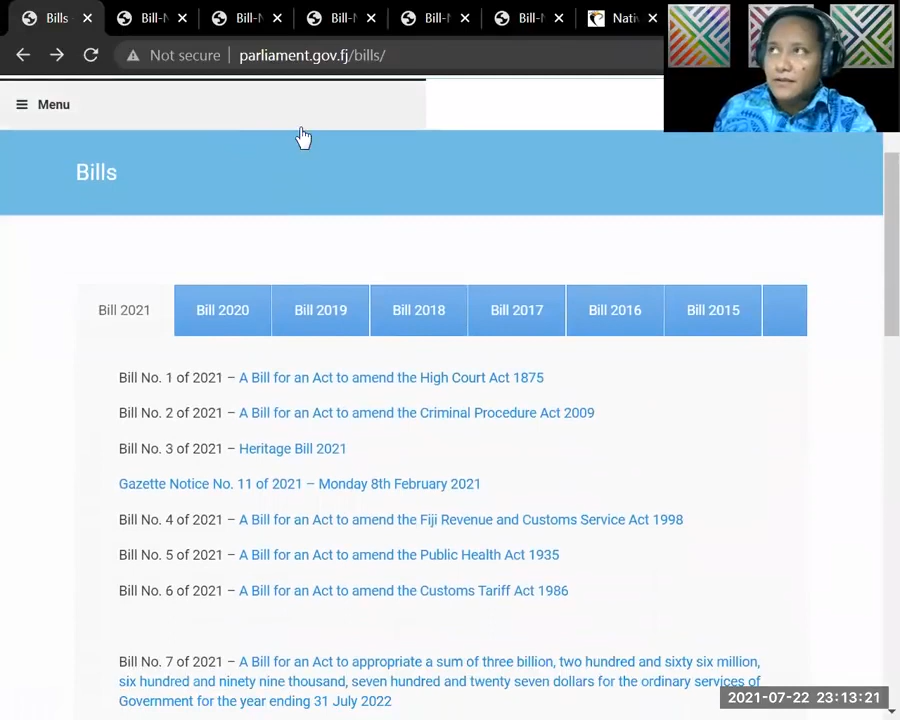 Bills
Bill-N
Bill-N
Bill-N
Bill-N
Bill-N
Nativ
Not secure parliament.gov.fj/bills/
Menu
Bills
Bill 2021 Bill 2020 Bill 2019 Bill 2018 Bill 2017 Bill 2016 Bill 2015
Bill No. 1 of 2021 – A Bill for an Act to amend the High Court Act 1875
Bill No. 2 of 2021 – A Bill for an Act to amend the Criminal Procedure Act 2009
Bill No. 3 of 2021 – Heritage Bill 2021
Gazette Notice No. 11 of 2021 – Monday 8th February 2021
Bill No. 4 of 2021 – A Bill for an Act to amend the Fiji Revenue and Customs Service Act 1998
Bill No. 5 of 2021 – A Bill for an Act to amend the Public Health Act 1935
Bill No. 6 of 2021 – A Bill for an Act to amend the Customs Tariff Act 1986
Bill No. 7 of 2021 – A Bill for an Act to appropriate a sum of three billion, two hundred and sixty six million,
six hundred and ninety nine thousand, seven hundred and twenty seven dollars for the ordinary services of
Government for the year ending 31 July 2022
2021-07-22 23:13:21